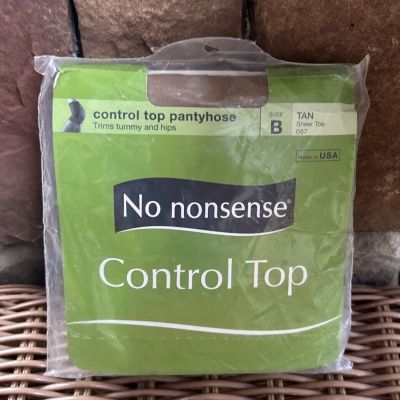 control top pantyhose
Trims tummy and hips
SIZE
B
TAN
Sheer Toe
087
Made in USA
No nonsense®
Control Top